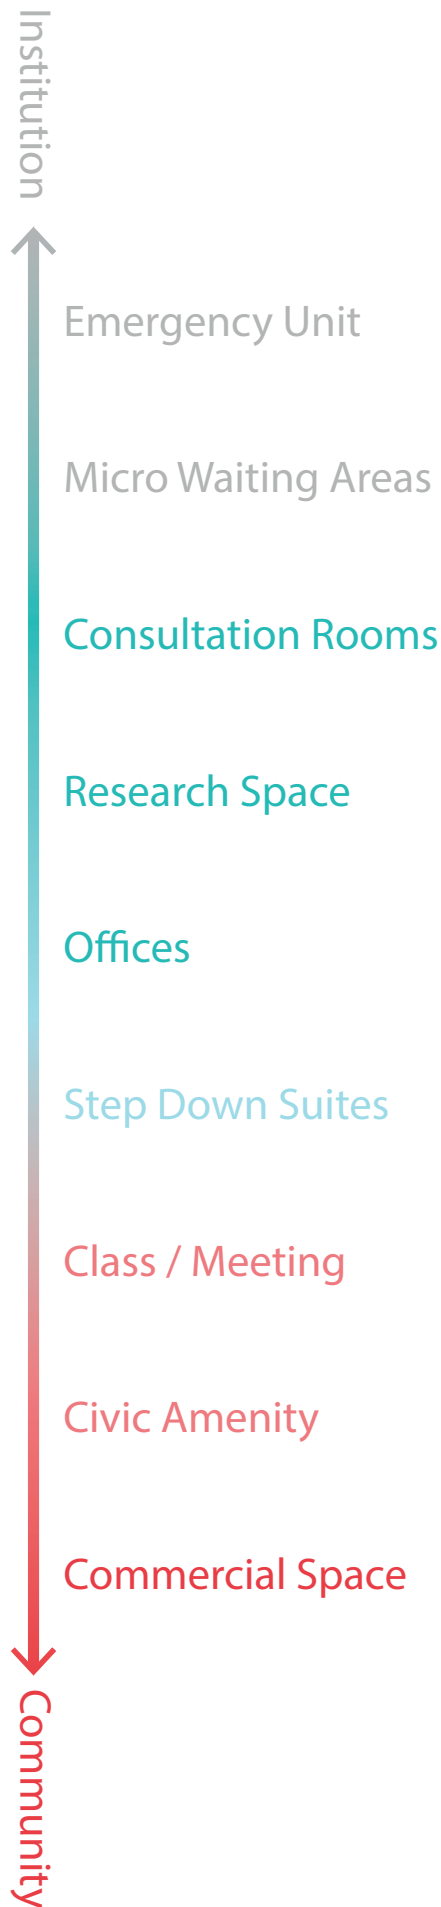 Institution
Emergency Unit
Micro Waiting Areas
Consultation Rooms
Research Space
Offices
Step Down Suites
Class / Meeting
Civic Amenity
Commercial Space
Community